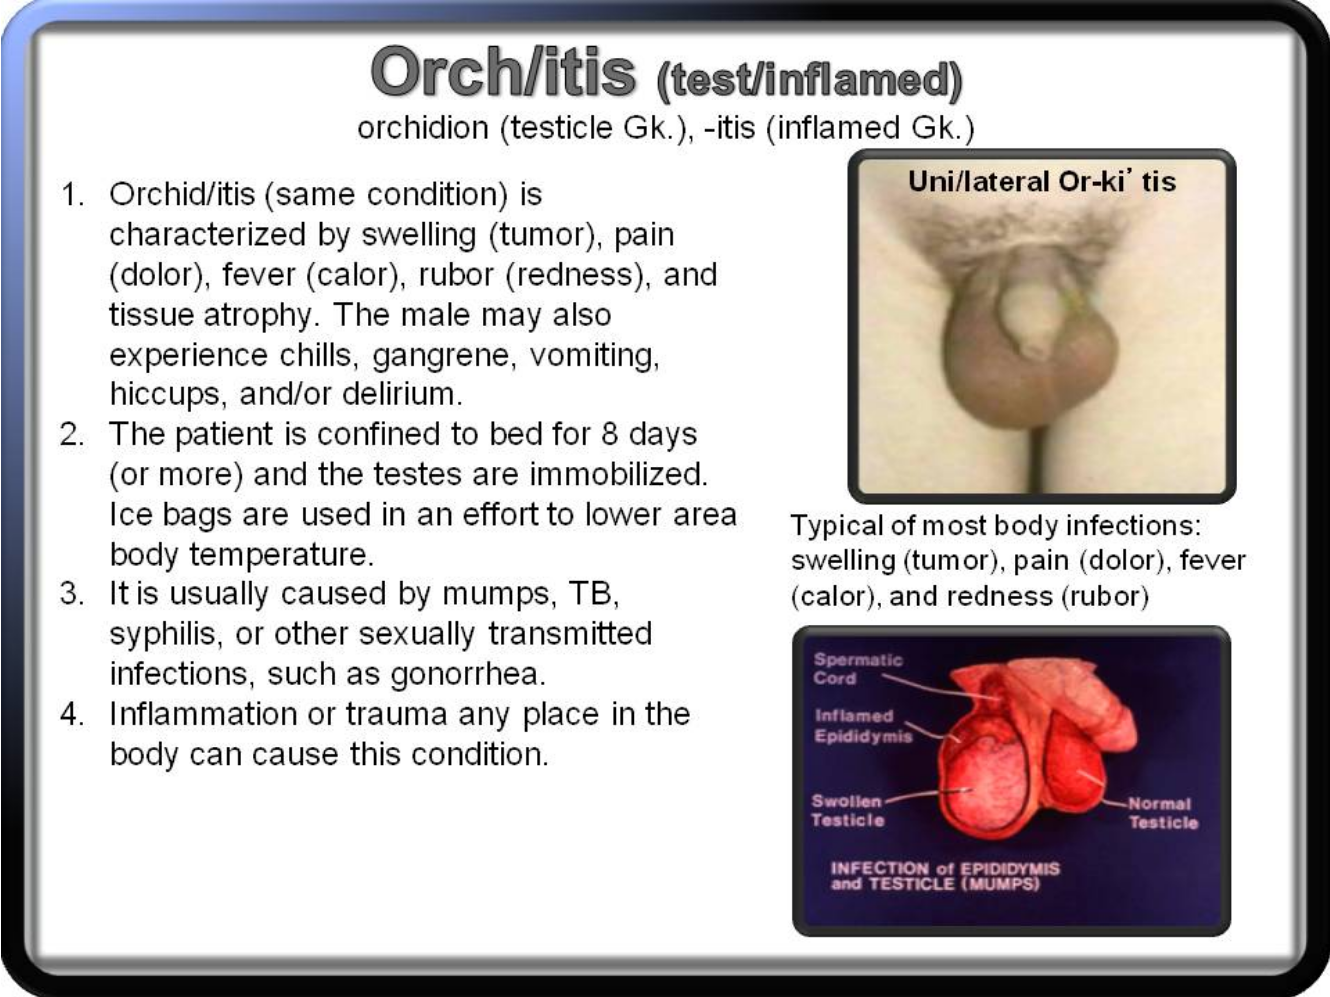 Orch/itis (test/inflamed)
orchidion (testicle Gk.), -itis (inflamed Gk.)
1. Orchid/itis (same condition) is
characterized by swelling (tumor), pain
(dolor), fever (calor), rubor (redness), and
tissue atrophy. The male may also
experience chills, gangrene, vomiting,
hiccups, and/or delirium.
2. The patient is confined to bed for 8 days
(or more) and the testes are immobilized.
Ice bags are used in an effort to lower area
body temperature.
3. It is usually caused by mumps, TB,
syphilis, or other sexually transmitted
infections, such as gonorrhea.
4. Inflammation or trauma any place in the
body can cause this condition.
Uni/lateral Or-ki’ tis
Typical of most body infections:
swelling (tumor), pain (dolor), fever
(calor), and redness (rubor)
Spermatic
Cord
Inflamed
Epididymis
Swollen
Testicle
Normal
Testicle
INFECTION of EPIDIDYMIS
and TESTICLE (MUMPS)